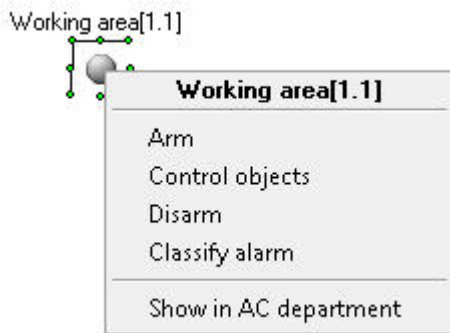 Working area[1.1]
Working area[1.1]
Arm
Control objects
Disarm
Classify alarm
Show in AC department